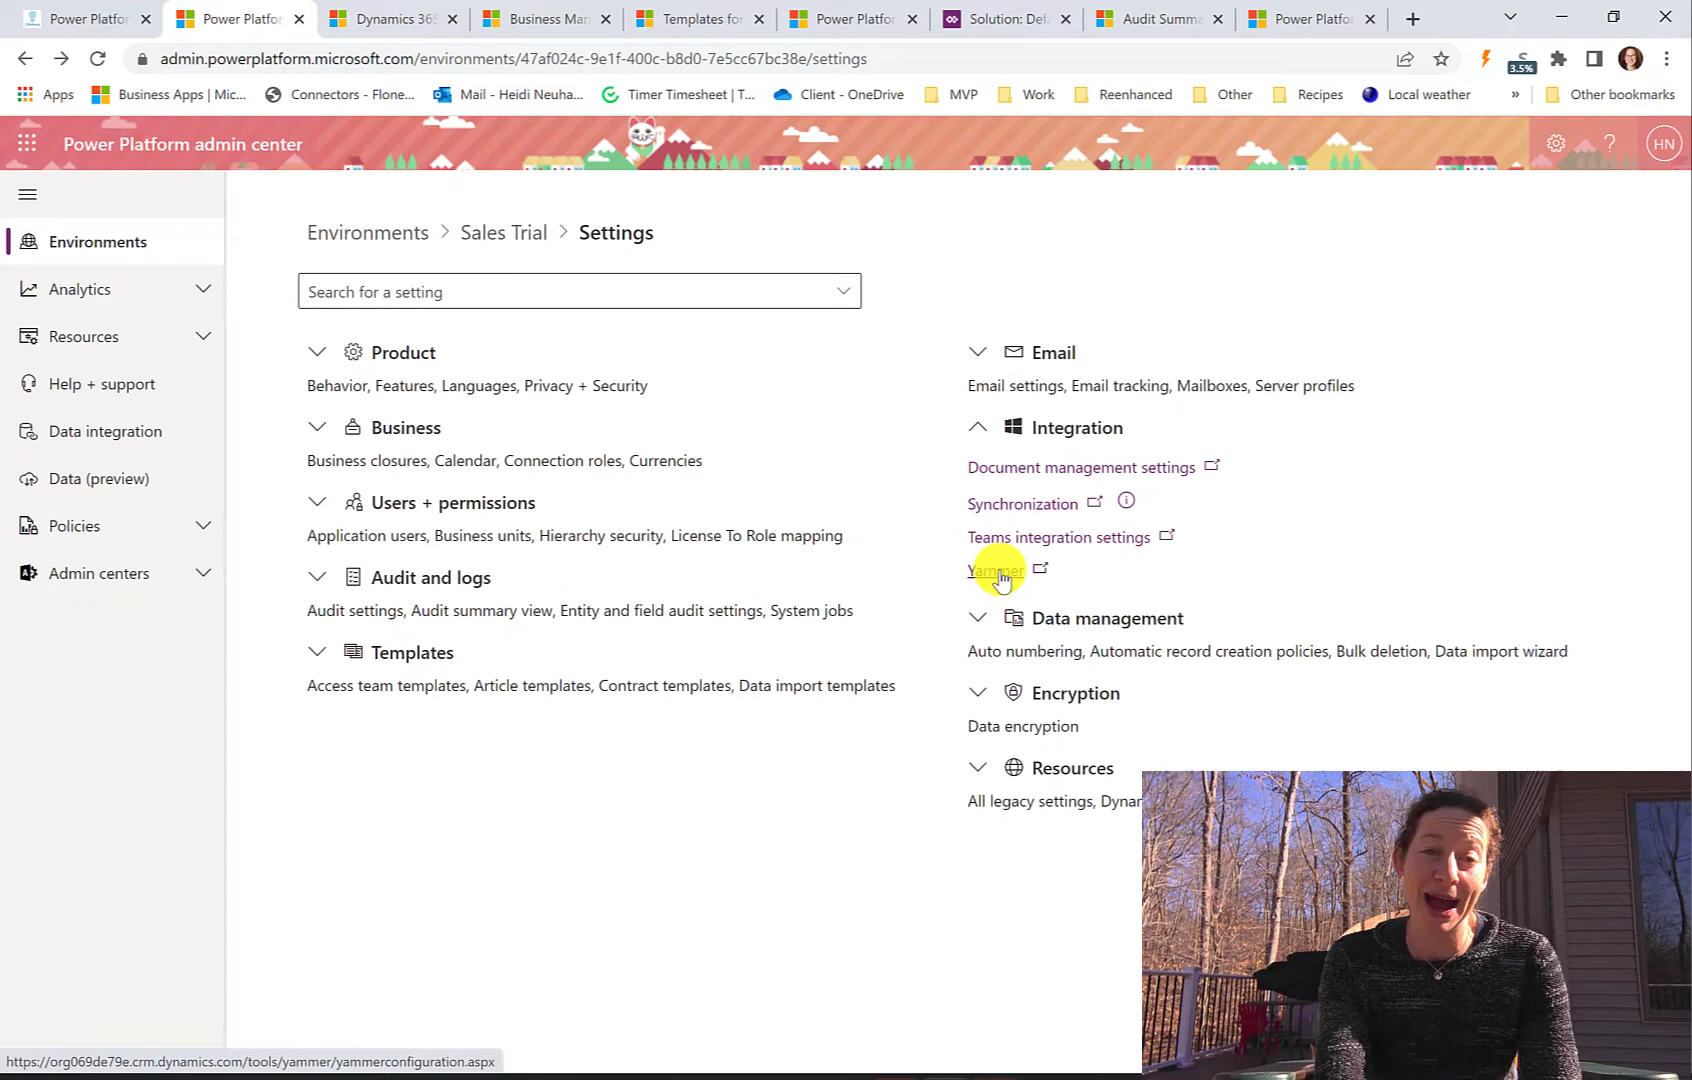 Power Platfor
Power Platfor
Dynamics 365
Business Man
Templates for
Power Platfor
Solution: Defa
Audit Summa
Power Platfor
admin.powerplatform.microsoft.com/environments/47af024c-9e1f-400c-b8d0-7e5cc67bc38e/settings
3.5%
Apps
Business Apps | Mic...
Connectors - Flone...
Mail - Heidi Neuha...
Timer Timesheet | T...
Client - OneDrive
MVP
Work
Reenhanced
Other
Recipes
Local weather
»
Other bookmarks
Power Platform admin center
?
HN
Environments
Analytics
Resources
Help + support
Data integration
Data (preview)
Policies
Admin centers
Environments > Sales Trial > Settings
Search for a setting
Product
Behavior, Features, Languages, Privacy + Security
Business
Business closures, Calendar, Connection roles, Currencies
Users + permissions
Application users, Business units, Hierarchy security, License To Role mapping
Audit and logs
Audit settings, Audit summary view, Entity and field audit settings, System jobs
Templates
Access team templates, Article templates, Contract templates, Data import templates
Email
Email settings, Email tracking, Mailboxes, Server profiles
Integration
Document management settings
Synchronization
Teams integration settings
Yammer
Data management
Auto numbering, Automatic record creation policies, Bulk deletion, Data import wizard
Encryption
Data encryption
Resources
All legacy settings, Dynam
https://org069de79e.crm.dynamics.com/tools/yammer/yammerconfiguration.aspx